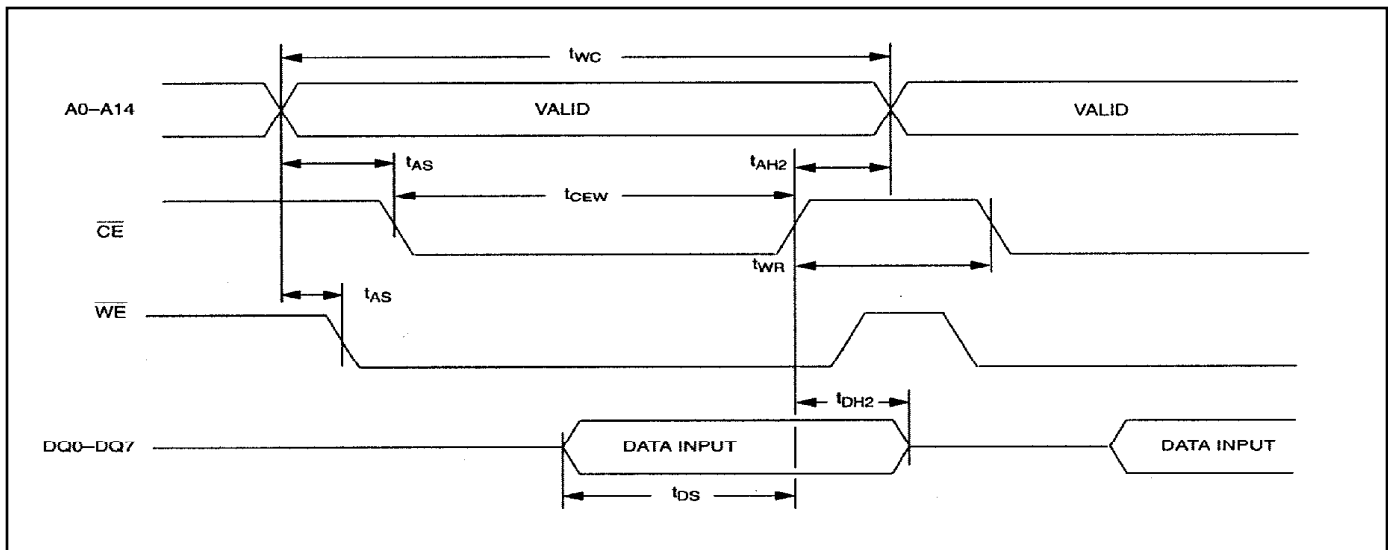 tWC
A0–A14 VALID VALID
tAS tAH2
tCEW
CE
tWR
tAS
WE
tDH2
DQ0–DQ7 DATA INPUT DATA INPUT
tDS